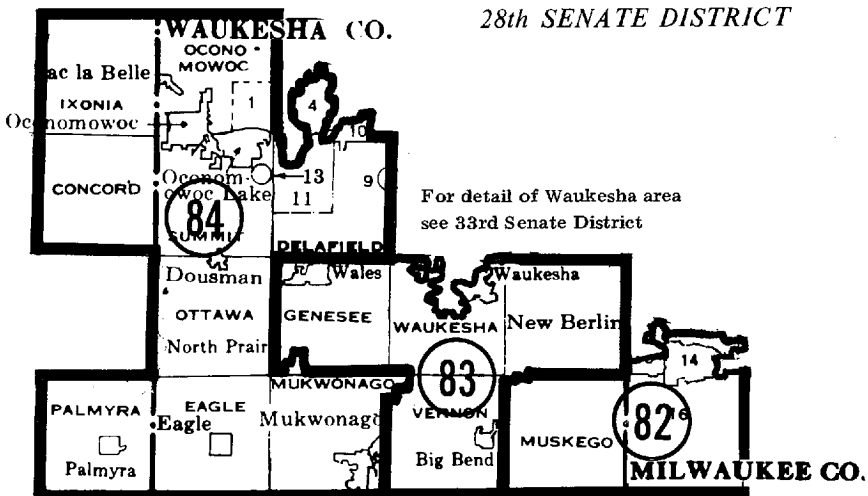 28th SENATE DISTRICT
WAUKESHA CO.
OCONO-
MOWOC
ac la Belle
IXONIA
1
4
Oconomowoc
10
CONCORD
Oconom-
owoc Lake
13
11
9
84
SUMMIT
DELAFIELD
For detail of Waukesha area
see 33rd Senate District
Dousman
Wales
Waukesha
OTTAWA
GENESEE
WAUKESHA
New Berlin
North Prair
14
MUKWONAGO
83
PALMYRA
EAGLE
Eagle
Mukwonago
VERNON
82
16
Palmyra
Big Bend
MUSKEGO
MILWAUKEE CO.